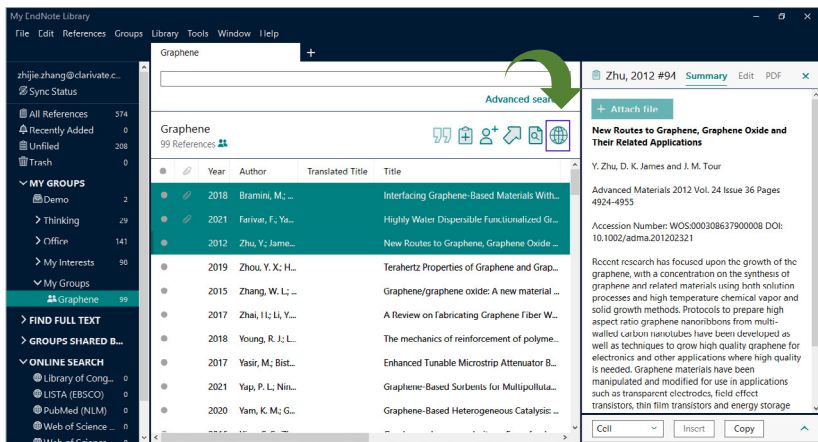 My EndNote Library
File Edit References Groups Library Tools Window Help
Graphene
zhijie.zhang@clarivate.c...
Sync Status
All References 574
Recently Added 0
Unfiled 208
Trash 0
MY GROUPS
Demo 2
Thinking 29
Office 141
My Interests 98
My Groups
Graphene 99
FIND FULL TEXT
GROUPS SHARED B...
ONLINE SEARCH
Library of Cong... 0
LISTA (EBSCO) 0
PubMed (NLM) 0
Web of Science ... 0
Advanced sear
Graphene
99 References
Year Author Translated Title Title
2018 Bramini, M.; ... Interfacing Graphene-Based Materials With...
2021 Farivar, F.; Ya... Highly Water Dispersible Functionalized Gr...
2012 Zhu, Y.; Jame... New Routes to Graphene, Graphene Oxide ...
2019 Zhou, Y. X.; H... Terahertz Properties of Graphene and Grap...
2015 Zhang, W. L.; ... Graphene/graphene oxide: A new material ...
2017 Zhai, H.; Li, Y.... A Review on Fabricating Graphene Fiber W...
2018 Young, R. J.; L... The mechanics of reinforcement of polyme...
2017 Yasir, M.; Bist... Enhanced Tunable Microstrip Attenuator B...
2021 Yap, P. L.; Nin... Graphene-Based Sorbents for Multipolluta...
2020 Yam, K. M.; G... Graphene-Based Heterogeneous Catalysis: ...
Zhu, 2012 #94 Summary Edit PDF
+ Attach file
New Routes to Graphene, Graphene Oxide and
Their Related Applications
Y. Zhu, D. K. James and J. M. Tour
Advanced Materials 2012 Vol. 24 Issue 36 Pages
4924-4955
Accession Number: WOS:000308637900008 DOI:
10.1002/adma.201202321
Recent research has focused upon the growth of the
graphene, with a concentration on the synthesis of
graphene and related materials using both solution
processes and high temperature chemical vapor and
solid growth methods. Protocols to prepare high
aspect ratio graphene nanoribbons from multi-
walled carbon nanotubes have been developed as
well as techniques to grow high quality graphene for
electronics and other applications where high quality
is needed. Graphene materials have been
manipulated and modified for use in applications
such as transparent electrodes, field effect
transistors, thin film transistors and energy storage
Cell Insert Copy